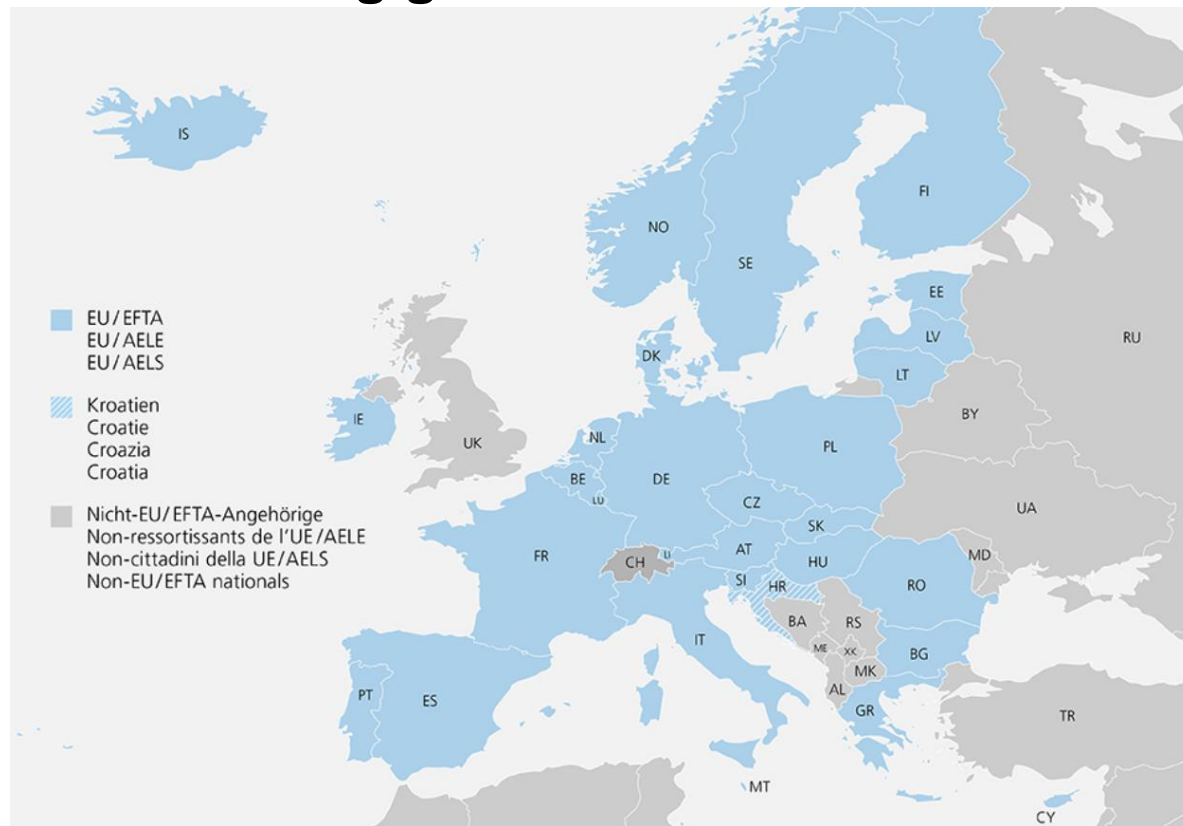 IS
FI
NO
SE
EE
RU
LV
DK
LT
EU/EFTA
EU/AELE
EU/AELS
Kroatien
Croatie
Croazia
Croatia
IE
BY
UK
NL
PL
BE
DE
LU
CZ
UA
Nicht-EU/EFTA-Angehörige
Non-ressortissants de l'UE/AELE
Non-cittadini della UE/AELS
Non-EU/EFTA nationals
SK
FR
AT
MD
CH
LI
HU
SI
HR
RO
BA
RS
IT
ME
XK
BG
MK
PT
ES
AL
GR
TR
MT
CY